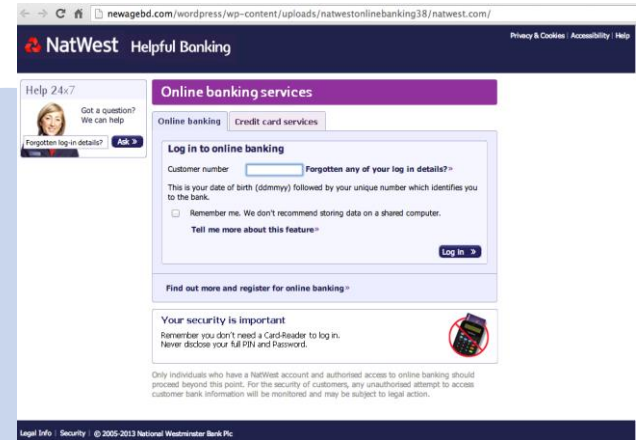 newagebd.com/wordpress/wp-content/uploads/natwestonlinebanking38/natwest.com/
NatWest Helpful Banking
Privacy & Cookies | Accessibility | Help
Help 24x7
Got a question?
We can help
Forgotten log-in details? Ask »
Online banking services
Online banking Credit card services
Log in to online banking
Customer number Forgotten any of your log in details?»
This is your date of birth (ddmmyy) followed by your unique number which identifies you
to the bank.
Remember me. We don't recommend storing data on a shared computer.
Tell me more about this feature»
Log in »
Find out more and register for online banking»
Your security is important
Remember you don't need a Card-Reader to log in.
Never disclose your full PIN and Password.
Only individuals who have a NatWest account and authorised access to online banking should
proceed beyond this point. For the security of customers, any unauthorised attempt to access
customer bank information will be monitored and may be subject to legal action.
Legal Info | Security | © 2005-2013 National Westminster Bank Plc